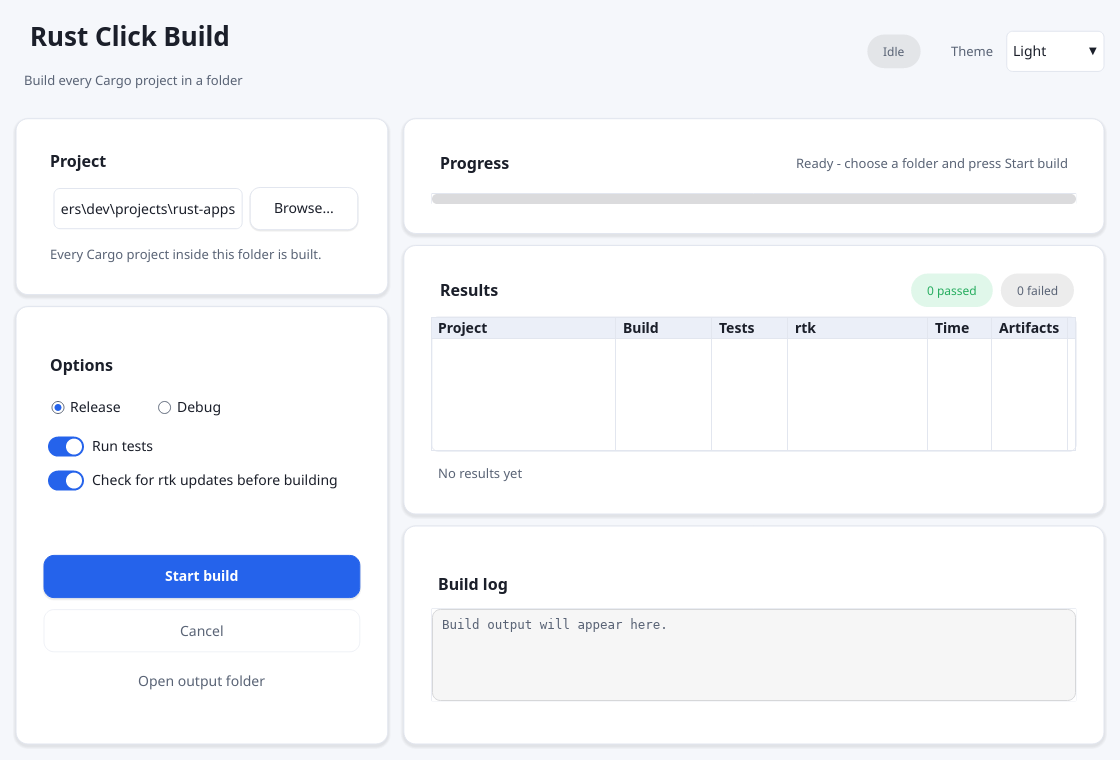 Rust Click Build
Build every Cargo project in a folder
Idle
Theme
Light
Project
ers\dev\projects\rust-apps
Browse...
Every Cargo project inside this folder is built.
Options
Release
Debug
Run tests
Check for rtk updates before building
Start build
Cancel
Open output folder
Progress
Ready - choose a folder and press Start build
Results
0 passed
0 failed
Project Build Tests rtk Time Artifacts
No results yet
Build log
Build output will appear here.